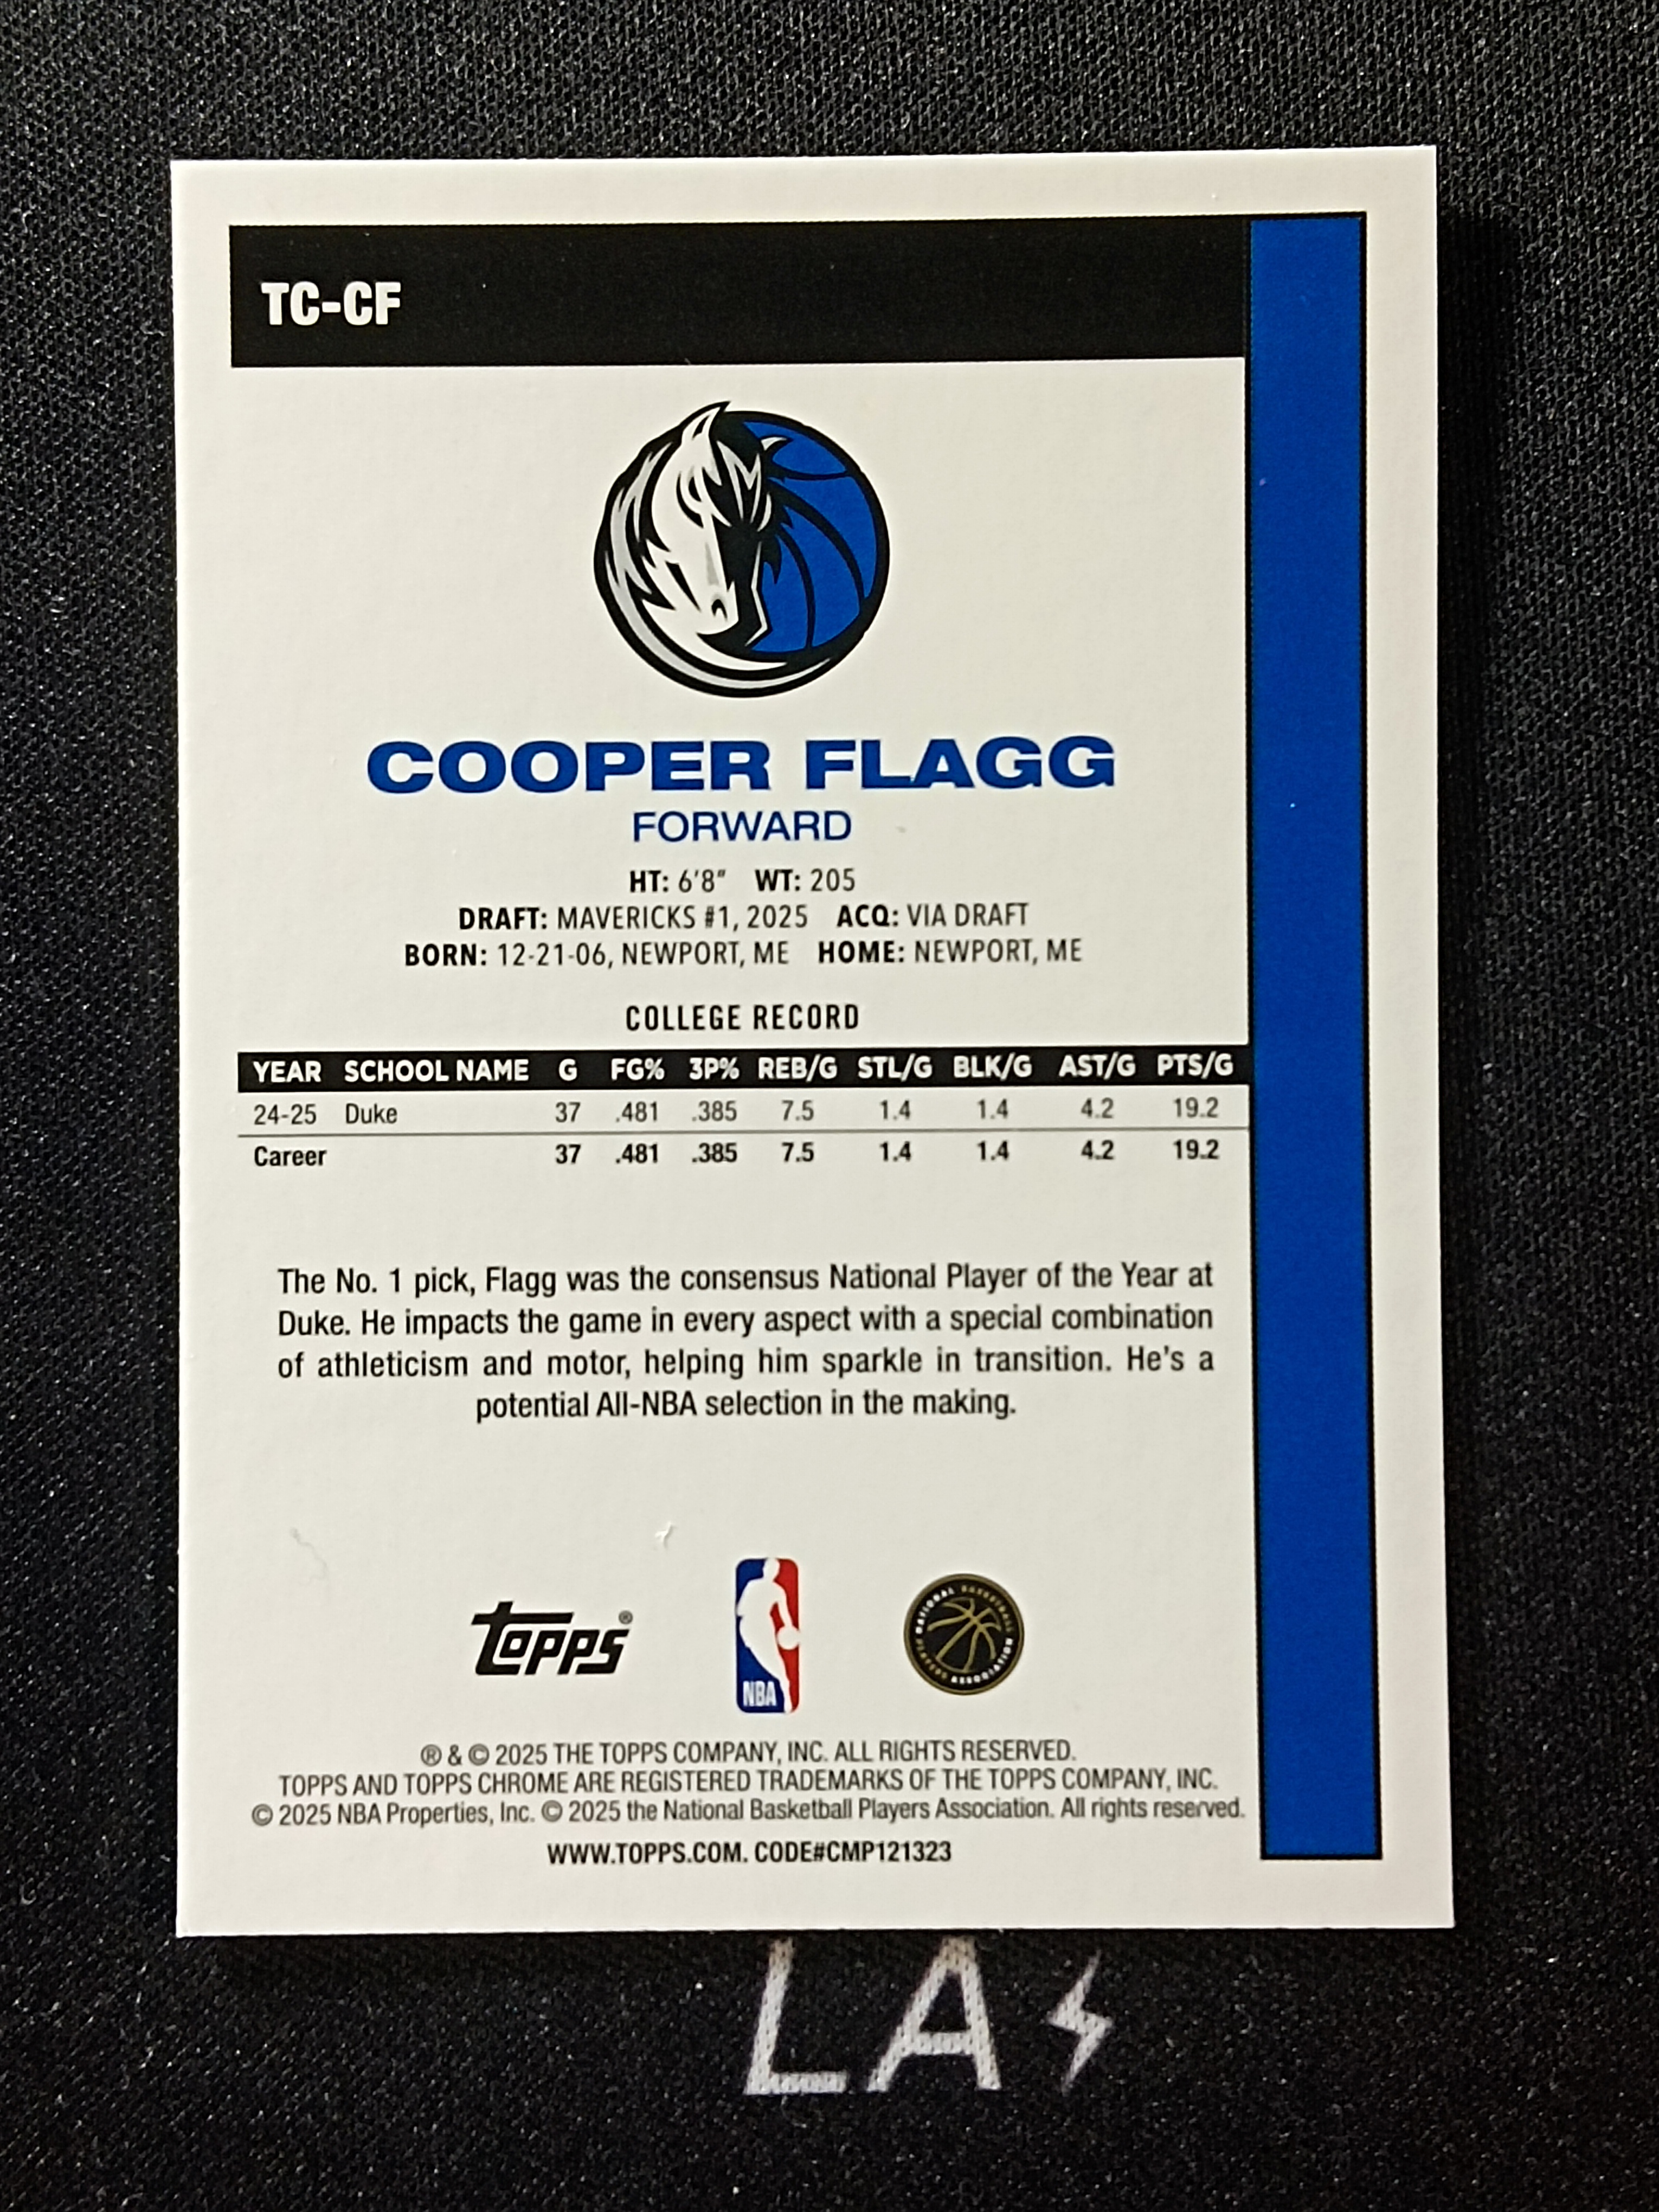 TC-CF
COOPER FLAGG
FORWARD
HT: 6'8" WT: 205
DRAFT: MAVERICKS #1, 2025 ACQ: VIA DRAFT
BORN: 12-21-06, NEWPORT, ME HOME: NEWPORT, ME
COLLEGE RECORD
YEAR SCHOOL NAME G FG% 3P% REB/G STL/G BLK/G AST/G PTS/G
24-25 Duke 37 .481 .385 7.5 1.4 1.4 4.2 19.2
Career 37 .481 .385 7.5 1.4 1.4 4.2 19.2
The No. 1 pick, Flagg was the consensus National Player of the Year at
Duke. He impacts the game in every aspect with a special combination
of athleticism and motor, helping him sparkle in transition. He's a
potential All-NBA selection in the making.
topps®
NBA
NATIONAL BASKETBALL
PLAYERS ASSOCIATION
® & © 2025 THE TOPPS COMPANY, INC. ALL RIGHTS RESERVED.
TOPPS AND TOPPS CHROME ARE REGISTERED TRADEMARKS OF THE TOPPS COMPANY, INC.
© 2025 NBA Properties, Inc. © 2025 the National Basketball Players Association. All rights reserved.
WWW.TOPPS.COM. CODE#CMP121323
LA